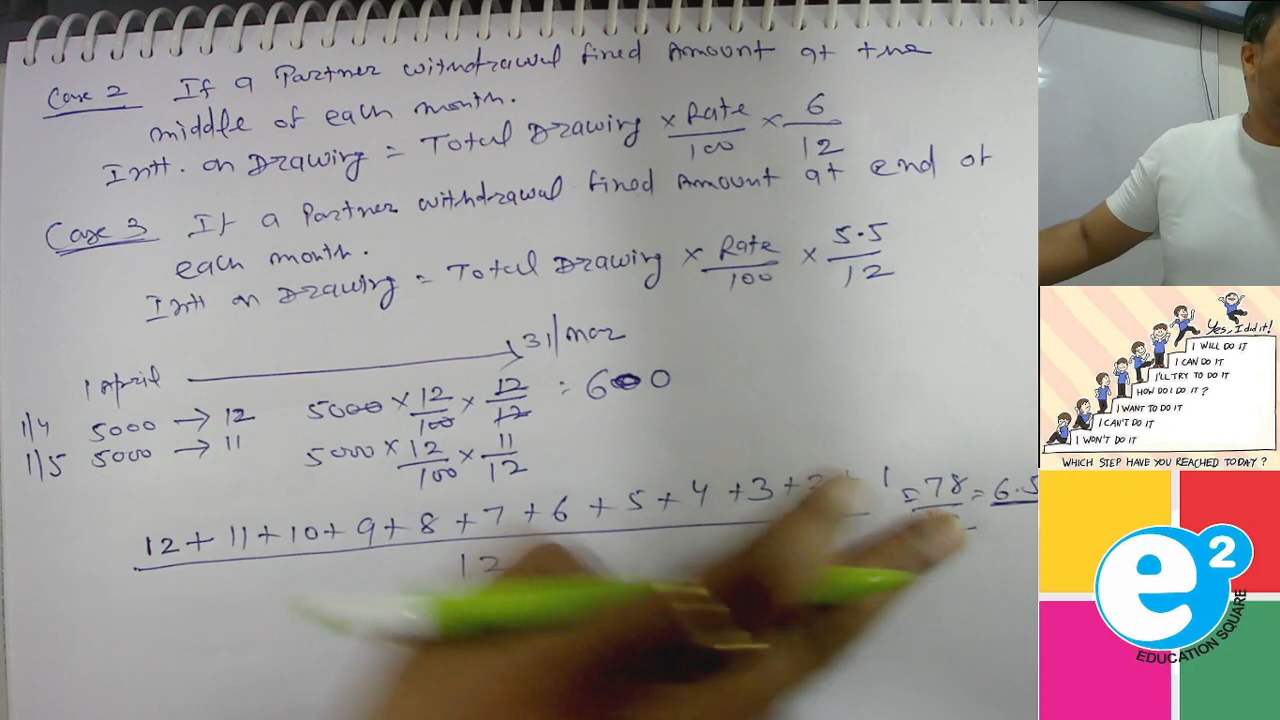 Case 2 If a Partner withdrawal fixed Amount at the
middle of each month.
Intt. on Drawing = Total Drawing × Rate/100 × 6/12
Case 3 If a Partner withdrawal fixed Amount at end of
each month.
Intt on Drawing = Total Drawing × Rate/100 × 5.5/12
1 April 31/mar
1/4 5000 → 12 5000 × 12/100 × 12/12 = 600
1/5 5000 → 11 5000 × 12/100 × 11/12
12 + 11 + 10 + 9 + 8 + 7 + 6 + 5 + 4 + 3 + 2 + 1 = 78 = 6.5
12
Yes, I did it!
I WILL DO IT
I CAN DO IT
I'LL TRY TO DO IT
HOW DO I DO IT?
I WANT TO DO IT
I CAN'T DO IT
I WON'T DO IT
WHICH STEP HAVE YOU REACHED TODAY?
e2
EDUCATION SQUARE